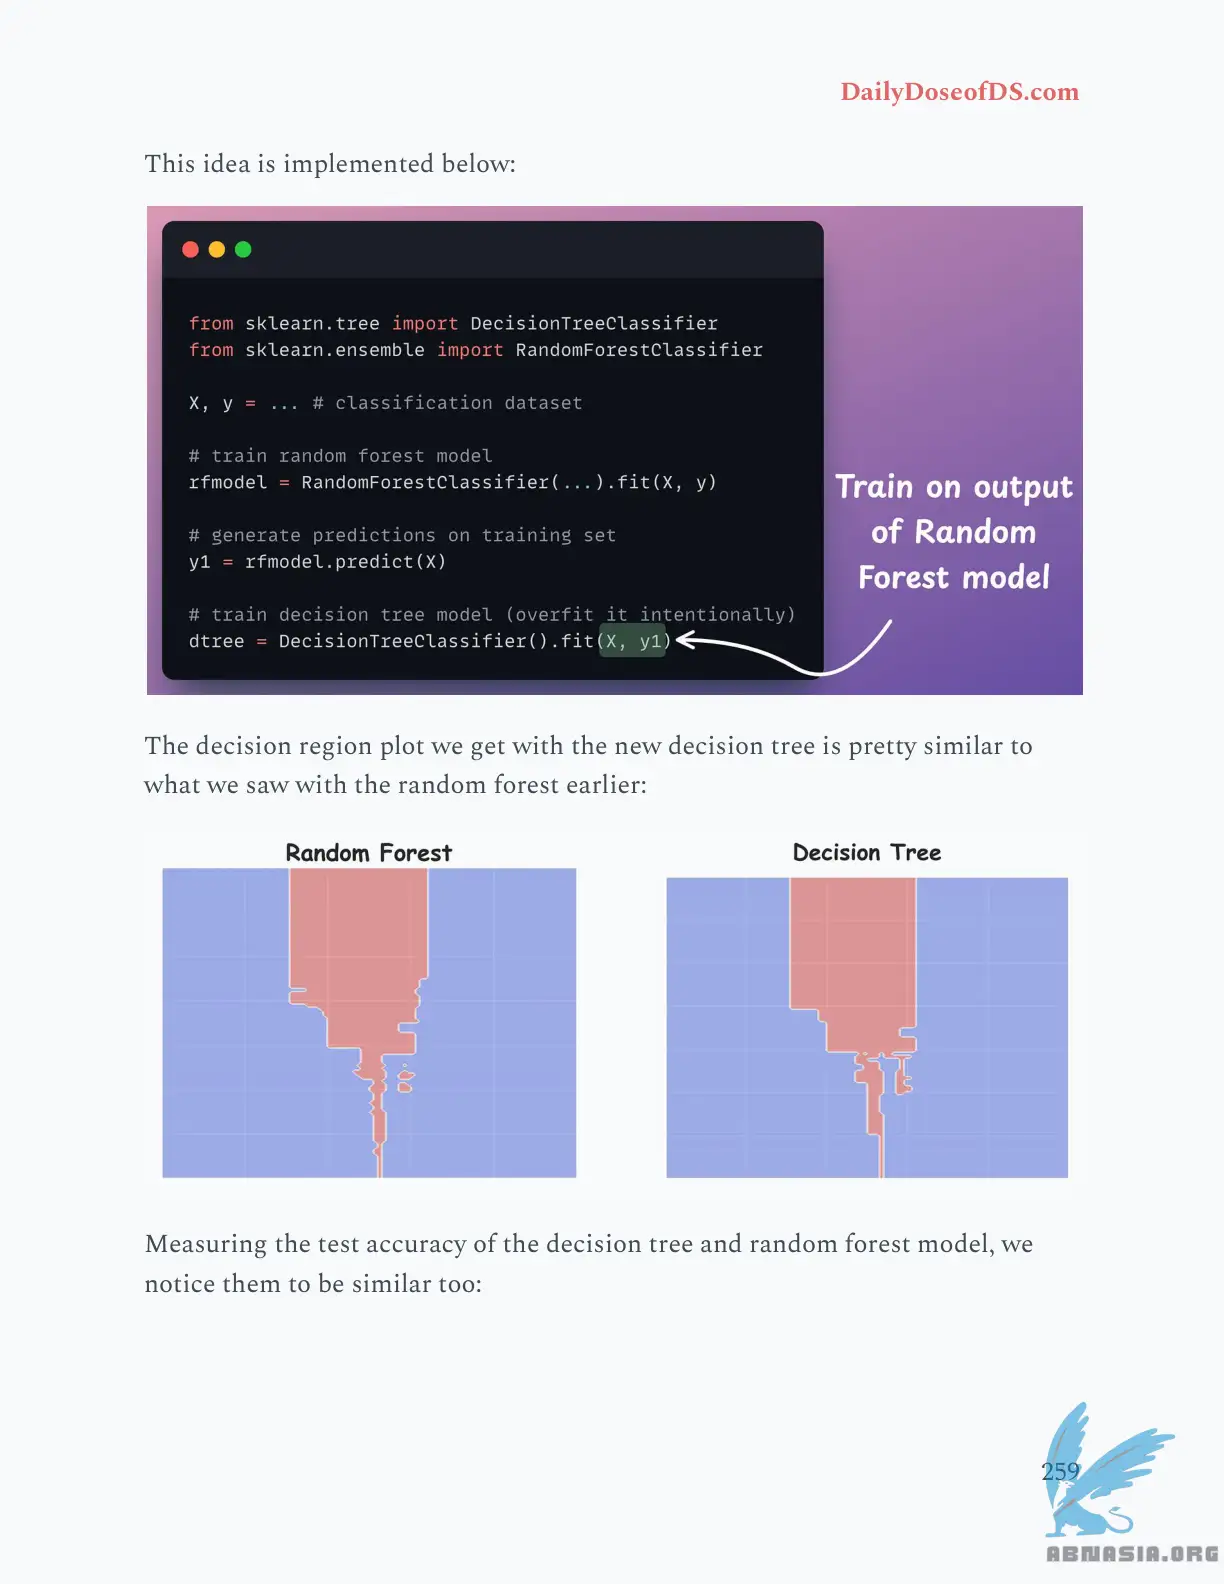 DailyDoseofDS.com
This idea is implemented below:
from sklearn.tree import DecisionTreeClassifier
from sklearn.ensemble import RandomForestClassifier
X, y = ... # classification dataset
# train random forest model
rfmodel = RandomForestClassifier(...).fit(X, y)
# generate predictions on training set
y1 = rfmodel.predict(X)
# train decision tree model (overfit it intentionally)
dtree = DecisionTreeClassifier().fit(X, y1)
Train on output
of Random
Forest model
The decision region plot we get with the new decision tree is pretty similar to
what we saw with the random forest earlier:
Random Forest
Decision Tree
Measuring the test accuracy of the decision tree and random forest model, we
notice them to be similar too:
259
ABNASIA.ORG